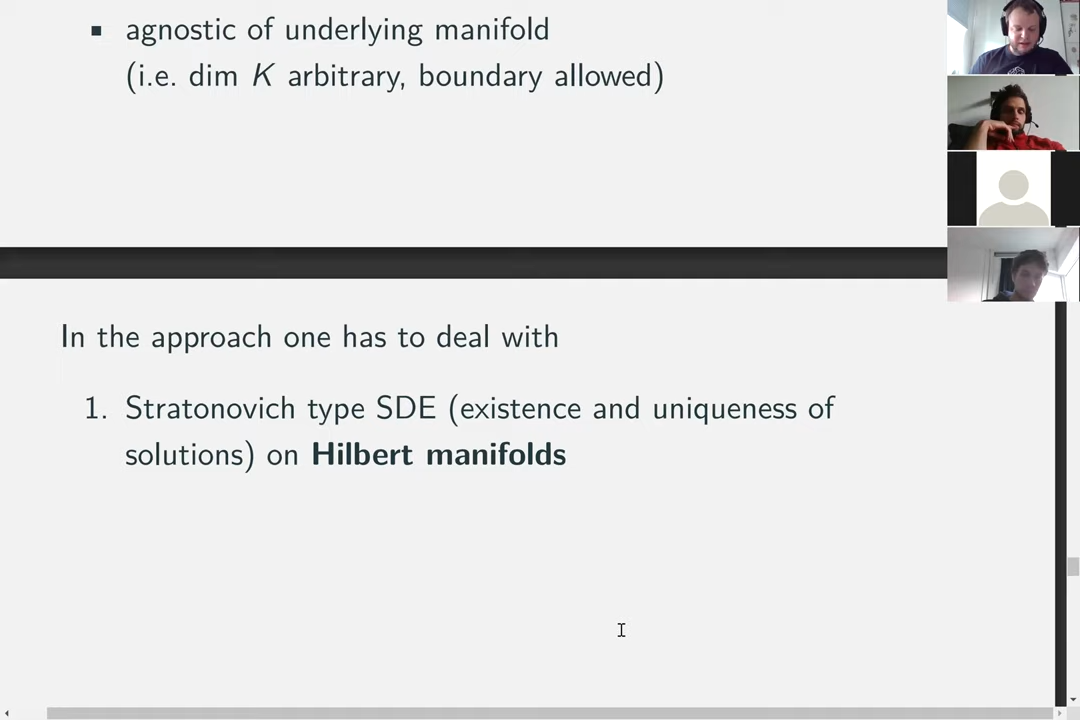 ▪ agnostic of underlying manifold
(i.e. dim K arbitrary, boundary allowed)
In the approach one has to deal with
1. Stratonovich type SDE (existence and uniqueness of
solutions) on Hilbert manifolds